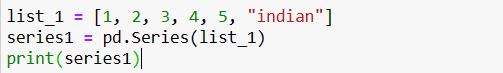 list_1 = [1, 2, 3, 4, 5, "indian"]
series1 = pd.Series(list_1)
print(series1)